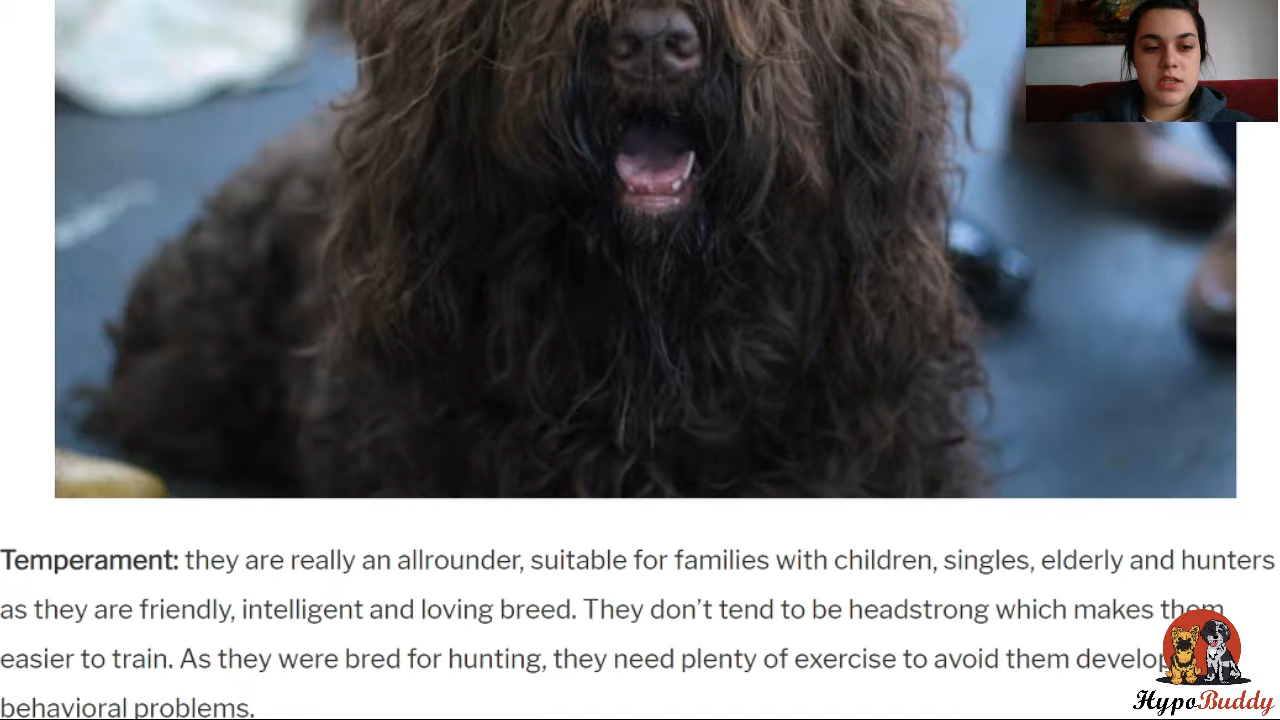 Temperament: they are really an allrounder, suitable for families with children, singles, elderly and hunters
as they are friendly, intelligent and loving breed. They don't tend to be headstrong which makes them
easier to train. As they were bred for hunting, they need plenty of exercise to avoid them develop
behavioral problems.
HypoBuddy